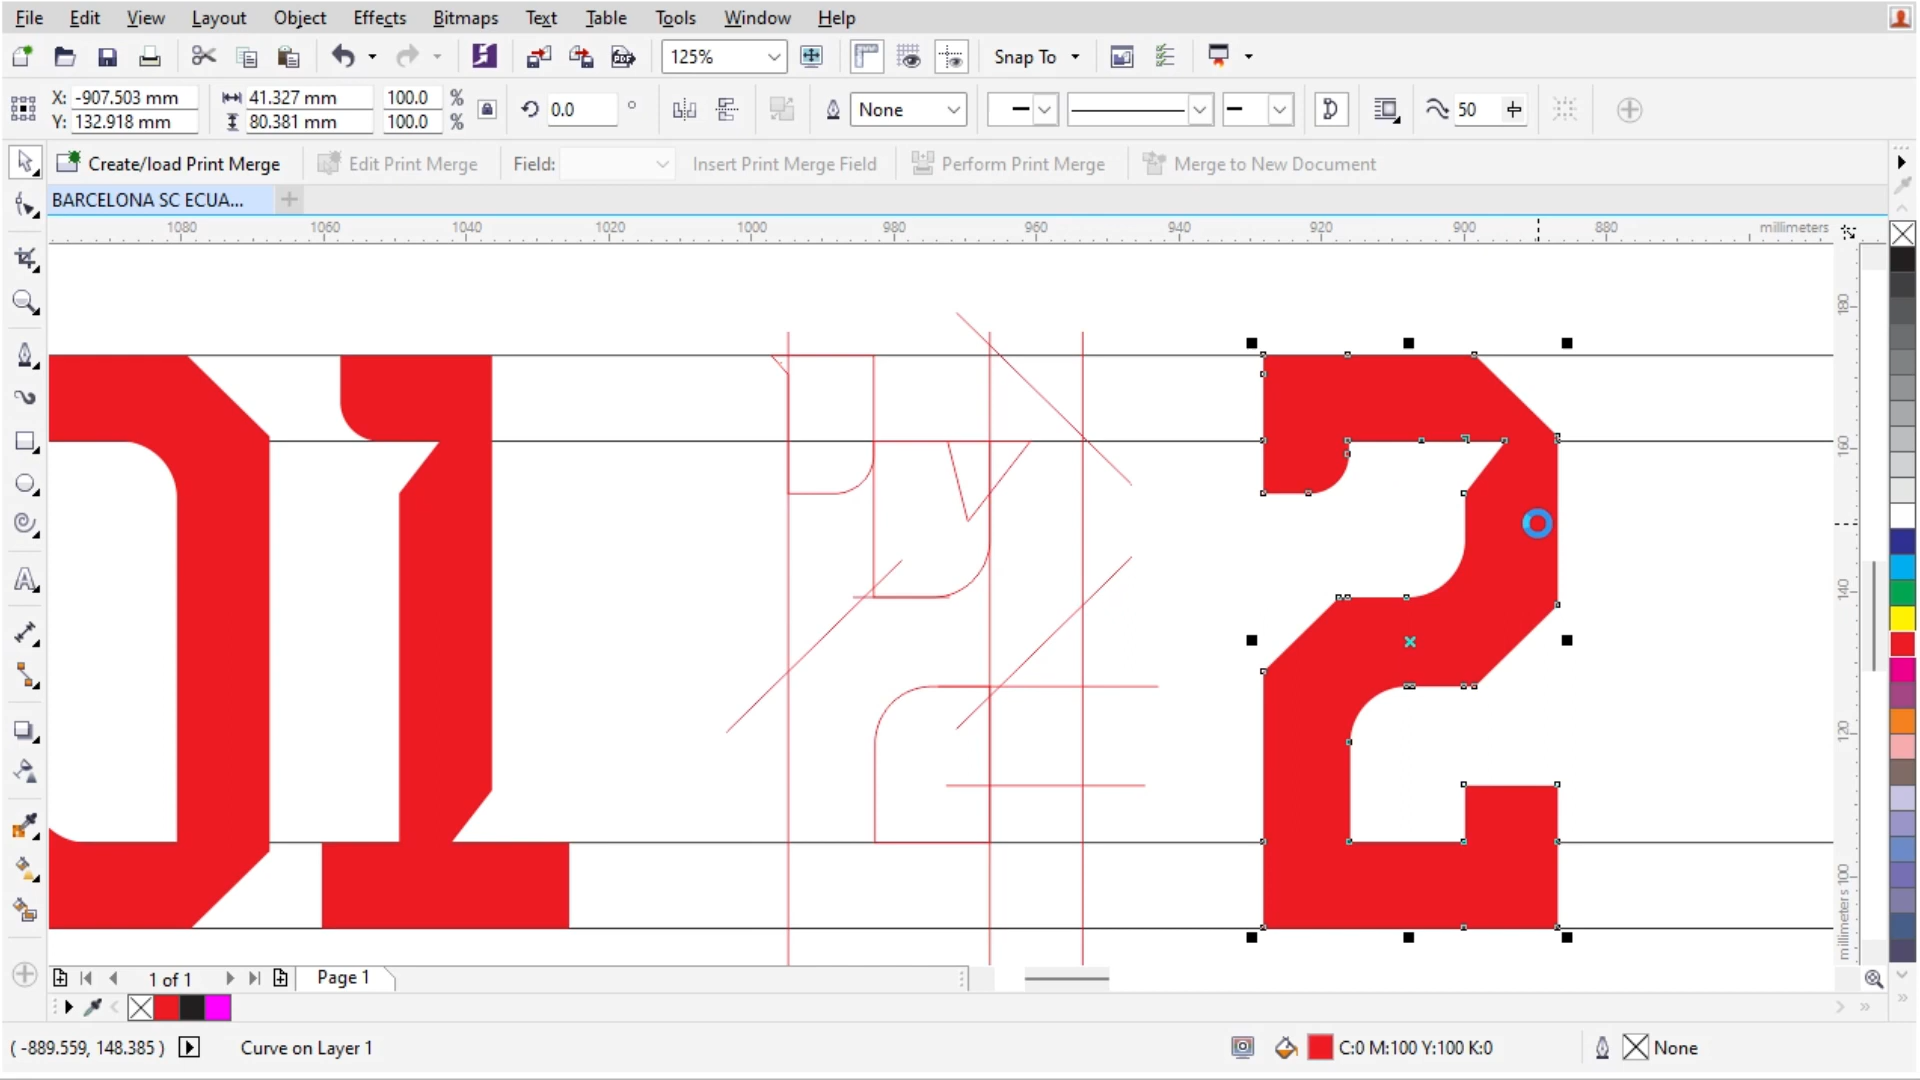 File Edit View Layout Object Effects Bitmaps Text Table Tools Window Help
125% Snap To
X: -907.503 mm 41.327 mm 100.0 % 0.0 ° None 50
Y: 132.918 mm 80.381 mm 100.0 %
Create/load Print Merge Edit Print Merge Field: Insert Print Merge Field Perform Print Merge Merge to New Document
BARCELONA SC ECUA...
1080 1060 1040 1020 1000 980 960 940 920 900 880 millimeters
180
160
140
120
100
millimeters
01 2
1 of 1 Page 1
( -889.559, 148.385 ) Curve on Layer 1 C:0 M:100 Y:100 K:0 None